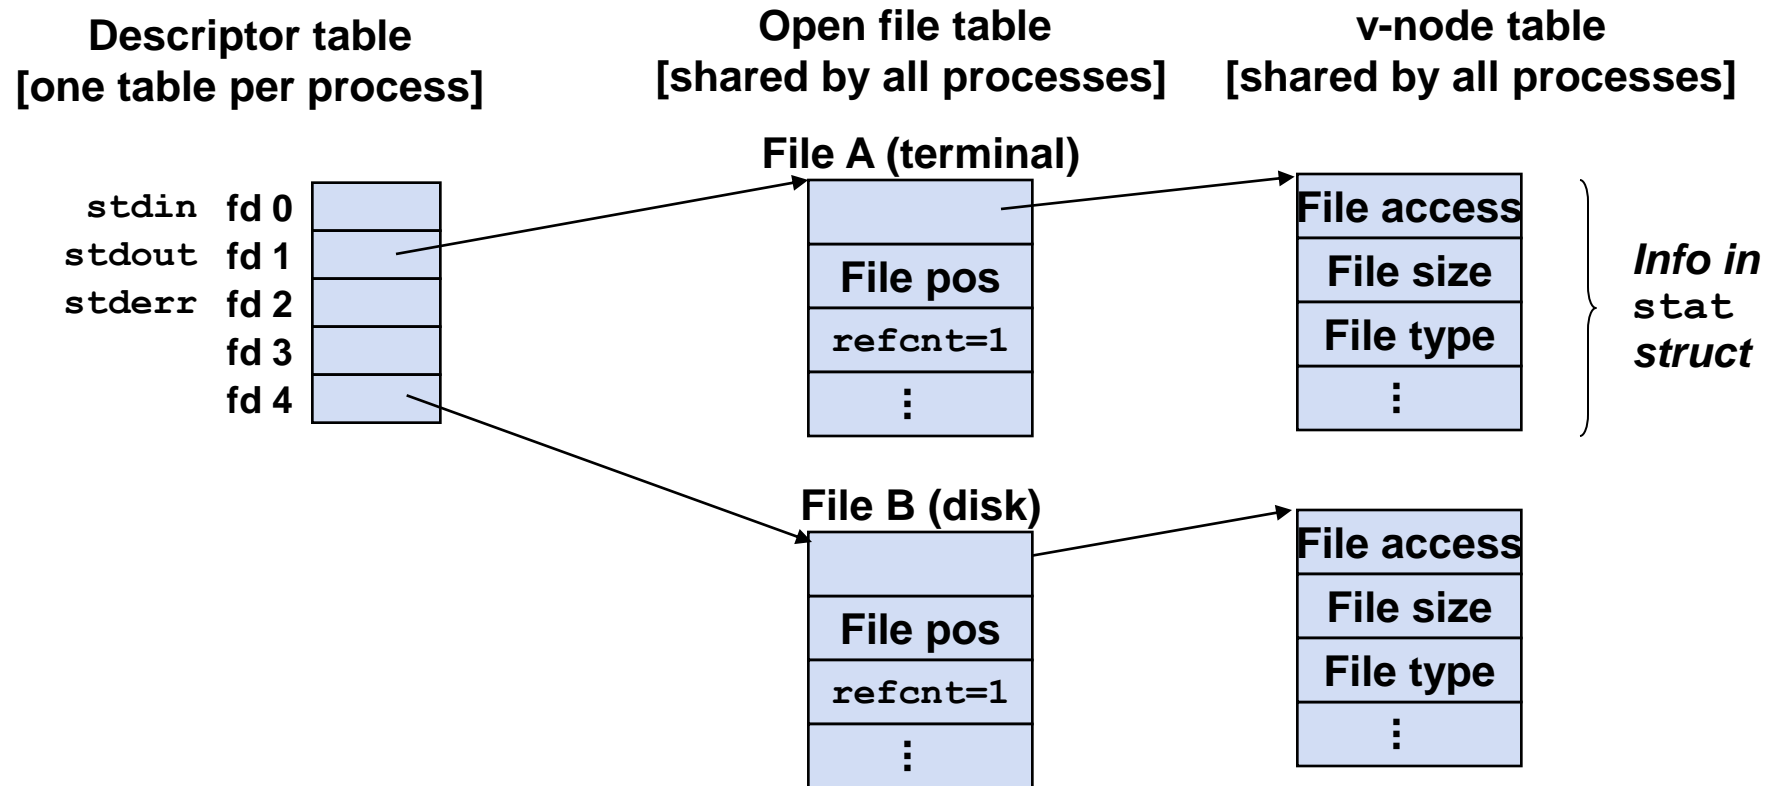 Descriptor table
[one table per process]
Open file table
[shared by all processes]
v-node table
[shared by all processes]
stdin fd 0
stdout fd 1
stderr fd 2
fd 3
fd 4
File A (terminal)
File pos
refcnt=1
⋮
File access
File size
File type
⋮
Info in
stat
struct
File B (disk)
File pos
refcnt=1
⋮
File access
File size
File type
⋮